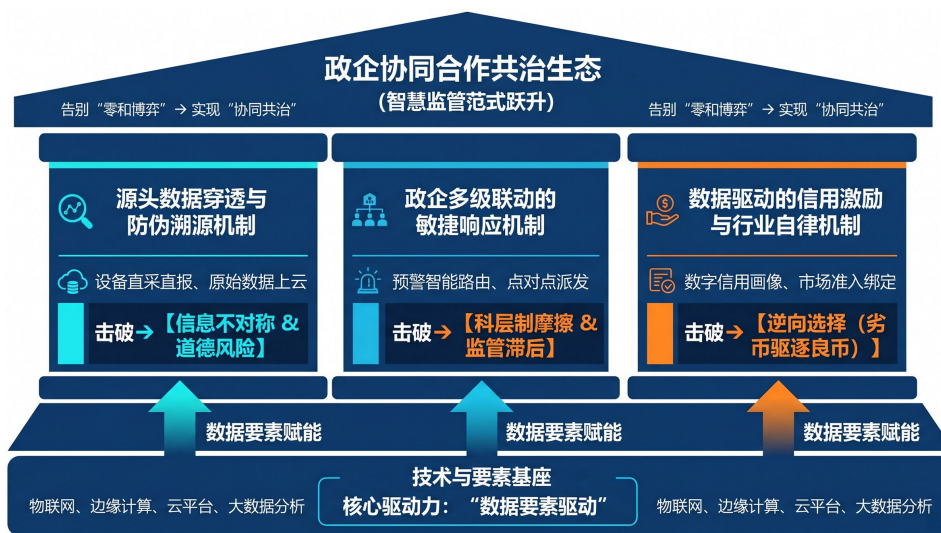 政企协同合作共治生态
(智慧监管范式跃升)
告别“零和博弈” → 实现“协同共治”
告别“零和博弈” → 实现“协同共治”
源头数据穿透与
防伪溯源机制
设备直采直报、原始数据上云
击破→【信息不对称 &
道德风险】
政企多级联动的
敏捷响应机制
预警智能路由、点对点派发
击破→【科层制摩擦 &
监管滞后】
数据驱动的信用激励
与行业自律机制
数字信用画像、市场准入绑定
击破→【逆向选择（劣
币驱逐良币）】
数据要素赋能
数据要素赋能
数据要素赋能
技术与要素基座
核心驱动力：“数据要素驱动”
物联网、边缘计算、云平台、大数据分析
物联网、边缘计算、云平台、大数据分析